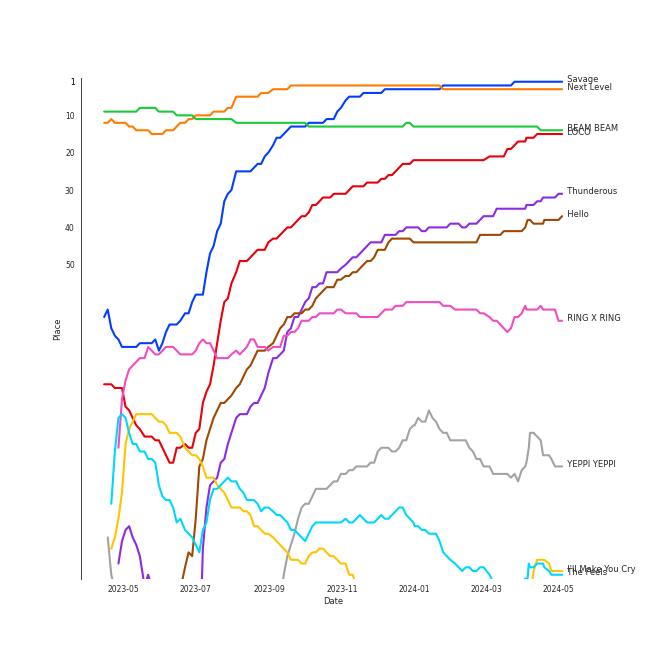 Savage
1
Next Level
10
BEAM BEAM
LOCO
20
30
Thunderous
Hello
40
50
RING X RING
Place
YEPPI YEPPI
I'll Make You Cry
The Feels
2023-05
2023-07
2023-09
2023-11
2024-01
2024-03
2024-05
Date